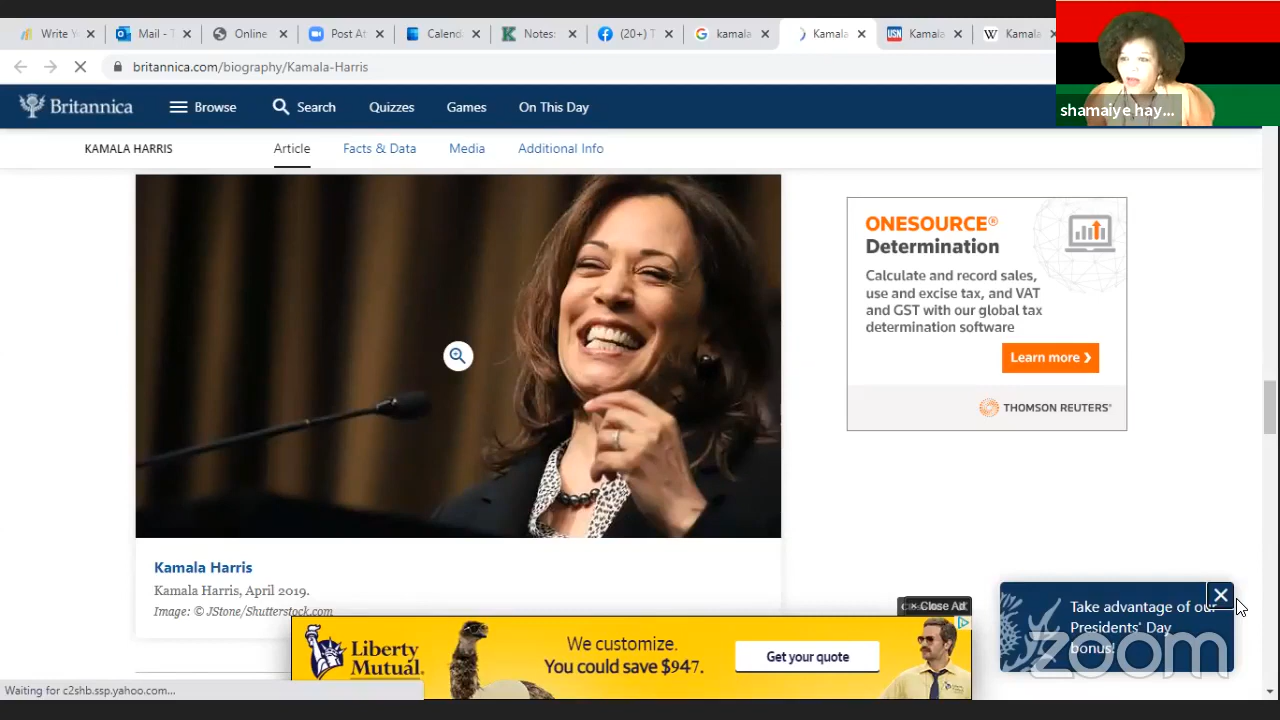 Write Y
Mail - T
Online
Post At
Calend
Notes:
(20+) T
kamala
Kamala
USN
Kamala
W
Kamala
britannica.com/biography/Kamala-Harris
shamaiye hay...
Britannica
Browse
Search
Quizzes
Games
On This Day
KAMALA HARRIS
Article
Facts & Data
Media
Additional Info
ONESOURCE®
Determination
Calculate and record sales,
use and excise tax, and VAT
and GST with our global tax
determination software
Learn more
THOMSON REUTERS®
Kamala Harris
Kamala Harris, April 2019.
Image: © JStone/Shutterstock.com
× Close Ad
Liberty
Mutual.
INSURANCE
We customize.
You could save $947.
Get your quote
Take advantage of our
Presidents' Day
bonus!
zoom
Waiting for c2shb.ssp.yahoo.com...